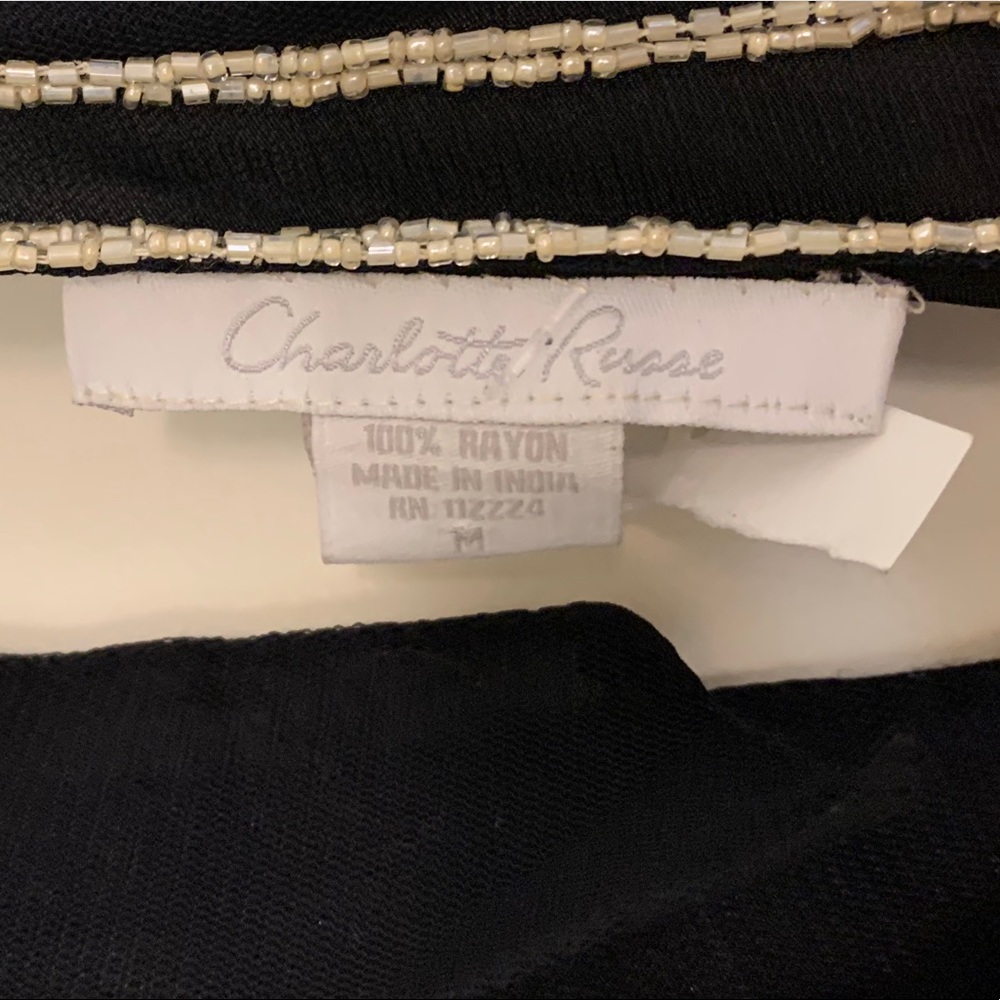 Charlotte Russe
100% RAYON
MADE IN INDIA
RN 112224
M